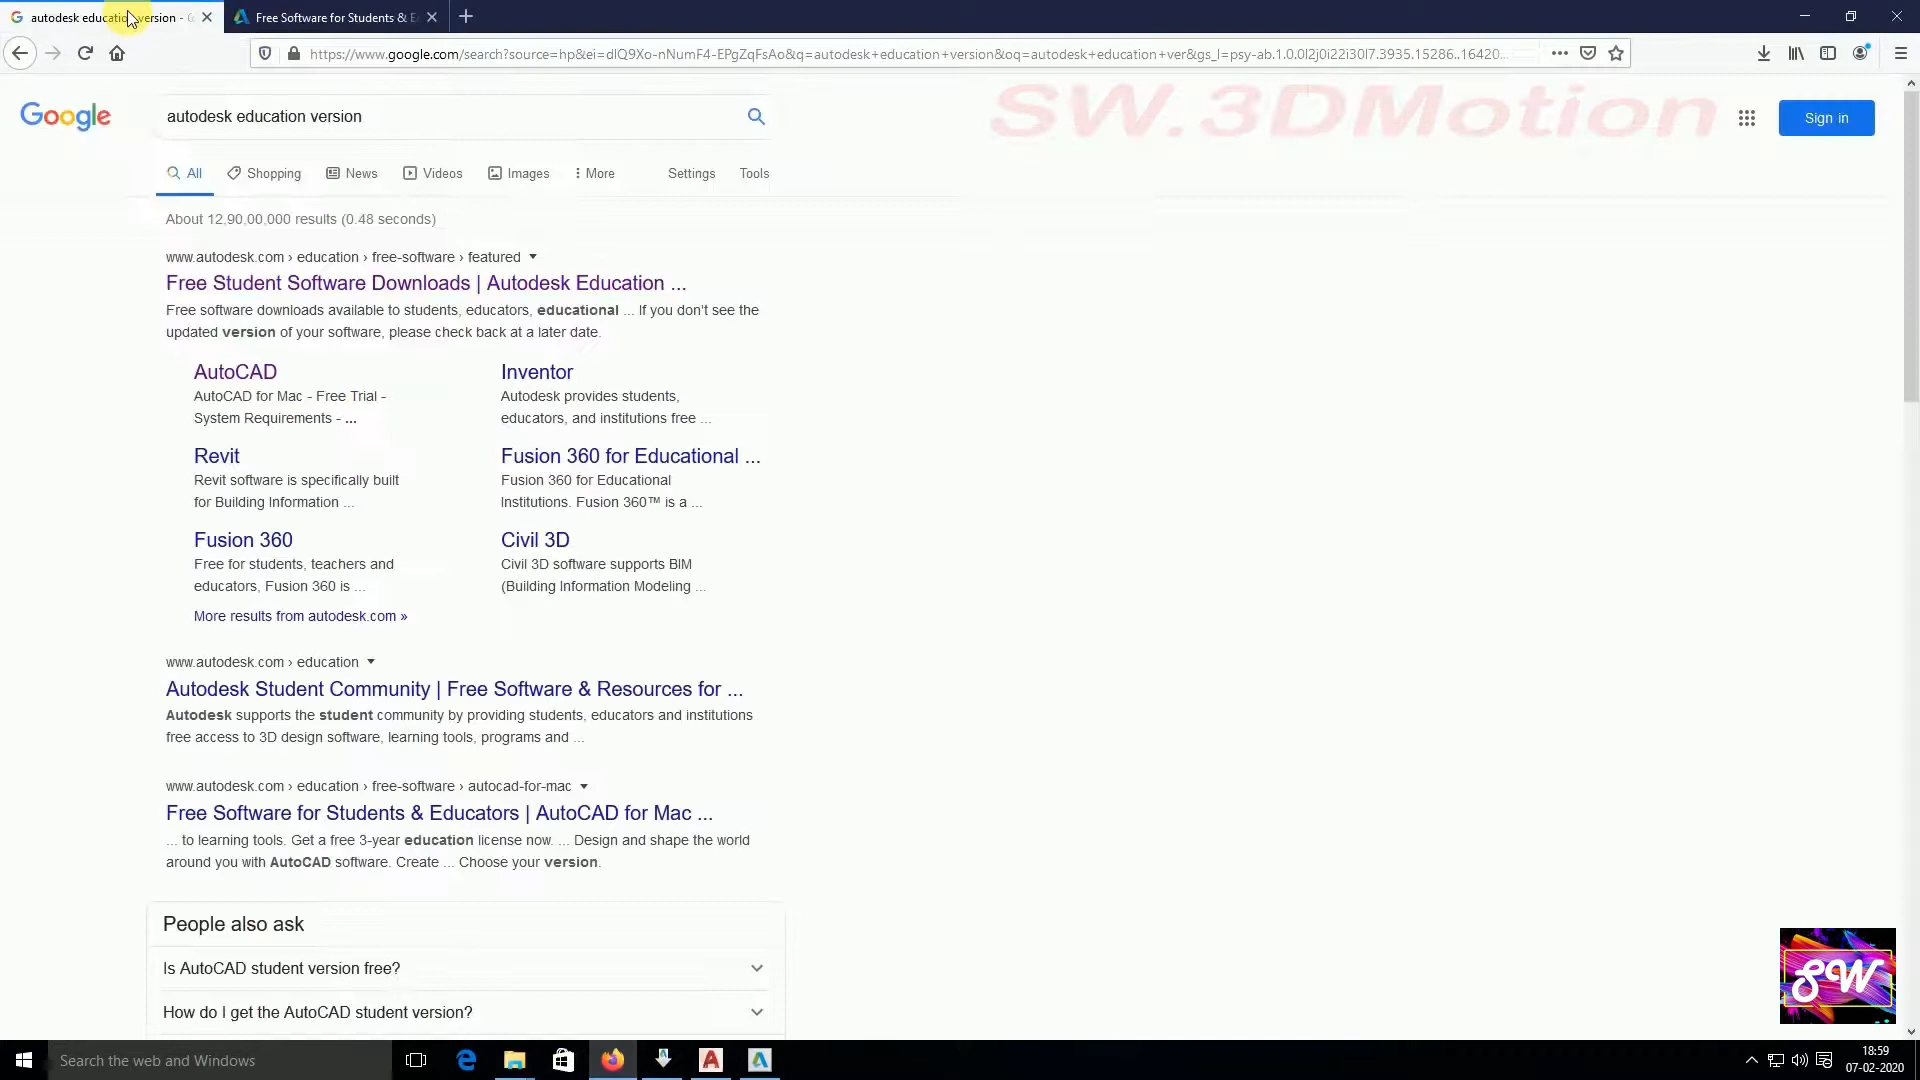 autodesk education version - G
Free Software for Students & E
https://www.google.com/search?source=hp&ei=dlQ9Xo-nNumF4-EPgZqFsAo&q=autodesk+education+version&oq=autodesk+education+ver&gs_l=psy-ab.1.0.0l2j0i22i30l7.3935.15286..16420...
SW.3DMotion
Google
autodesk education version
Sign in
All
Shopping
News
Videos
Images
More
Settings
Tools
About 12,90,00,000 results (0.48 seconds)
www.autodesk.com › education › free-software › featured
Free Student Software Downloads | Autodesk Education ...
Free software downloads available to students, educators, educational ... If you don't see the
updated version of your software, please check back at a later date.
AutoCAD
AutoCAD for Mac - Free Trial -
System Requirements - ...
Inventor
Autodesk provides students,
educators, and institutions free ...
Revit
Revit software is specifically built
for Building Information ...
Fusion 360 for Educational ...
Fusion 360 for Educational
Institutions. Fusion 360™ is a ...
Fusion 360
Free for students, teachers and
educators, Fusion 360 is ...
Civil 3D
Civil 3D software supports BIM
(Building Information Modeling ...
More results from autodesk.com »
www.autodesk.com › education
Autodesk Student Community | Free Software & Resources for ...
Autodesk supports the student community by providing students, educators and institutions
free access to 3D design software, learning tools, programs and ...
www.autodesk.com › education › free-software › autocad-for-mac
Free Software for Students & Educators | AutoCAD for Mac ...
... to learning tools. Get a free 3-year education license now. ... Design and shape the world
around you with AutoCAD software. Create ... Choose your version.
People also ask
Is AutoCAD student version free?
How do I get the AutoCAD student version?
SW
Search the web and Windows
18:59
07-02-2020